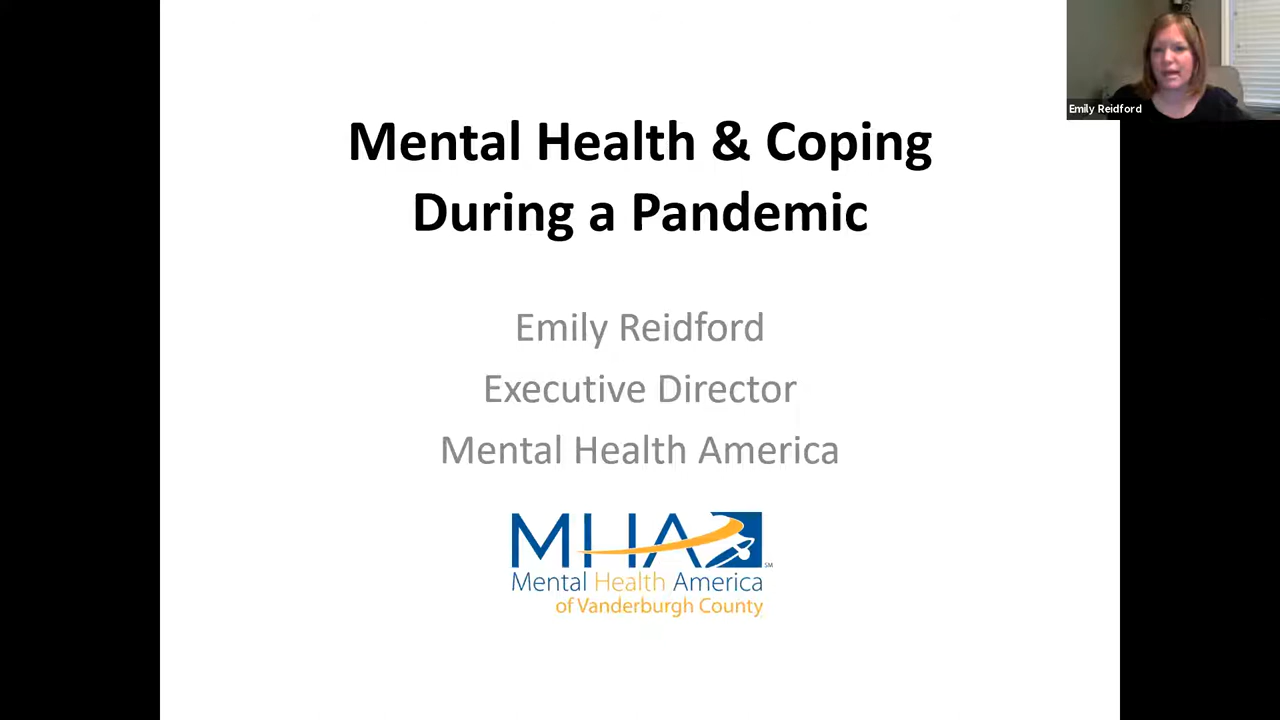 Emily Reidford
Mental Health & Coping
During a Pandemic
Emily Reidford
Executive Director
Mental Health America
MHA
SM
Mental Health America
of Vanderburgh County